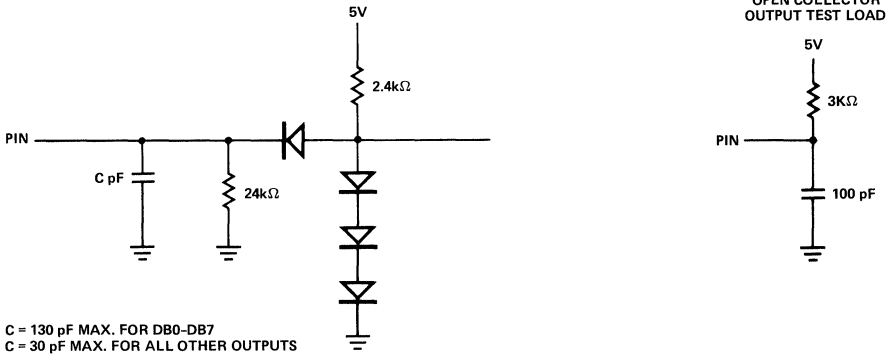 5V
2.4kΩ
PIN
C pF
24kΩ
C = 130 pF MAX. FOR DB0-DB7
C = 30 pF MAX. FOR ALL OTHER OUTPUTS
OPEN COLLECTOR
OUTPUT TEST LOAD
5V
3KΩ
PIN
100 pF